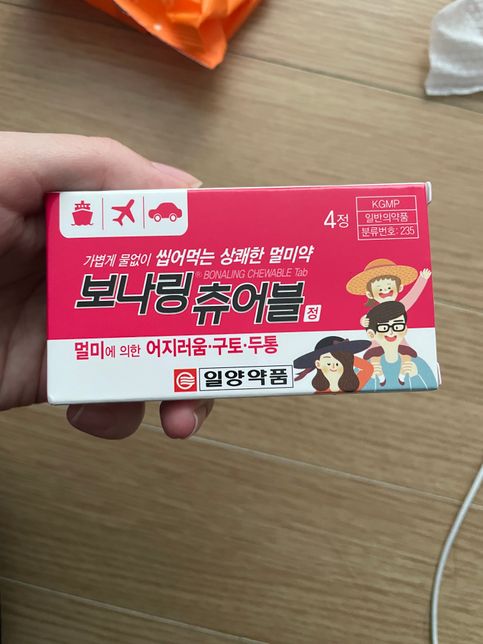 KGMP
4정
일반의약품
분류번호: 235
가볍게 물없이 씹어먹는 상쾌한 멀미약
® BONALING CHEWABLE Tab
보나링 츄어블 정
멀미에 의한 어지러움·구토·두통
일양약품